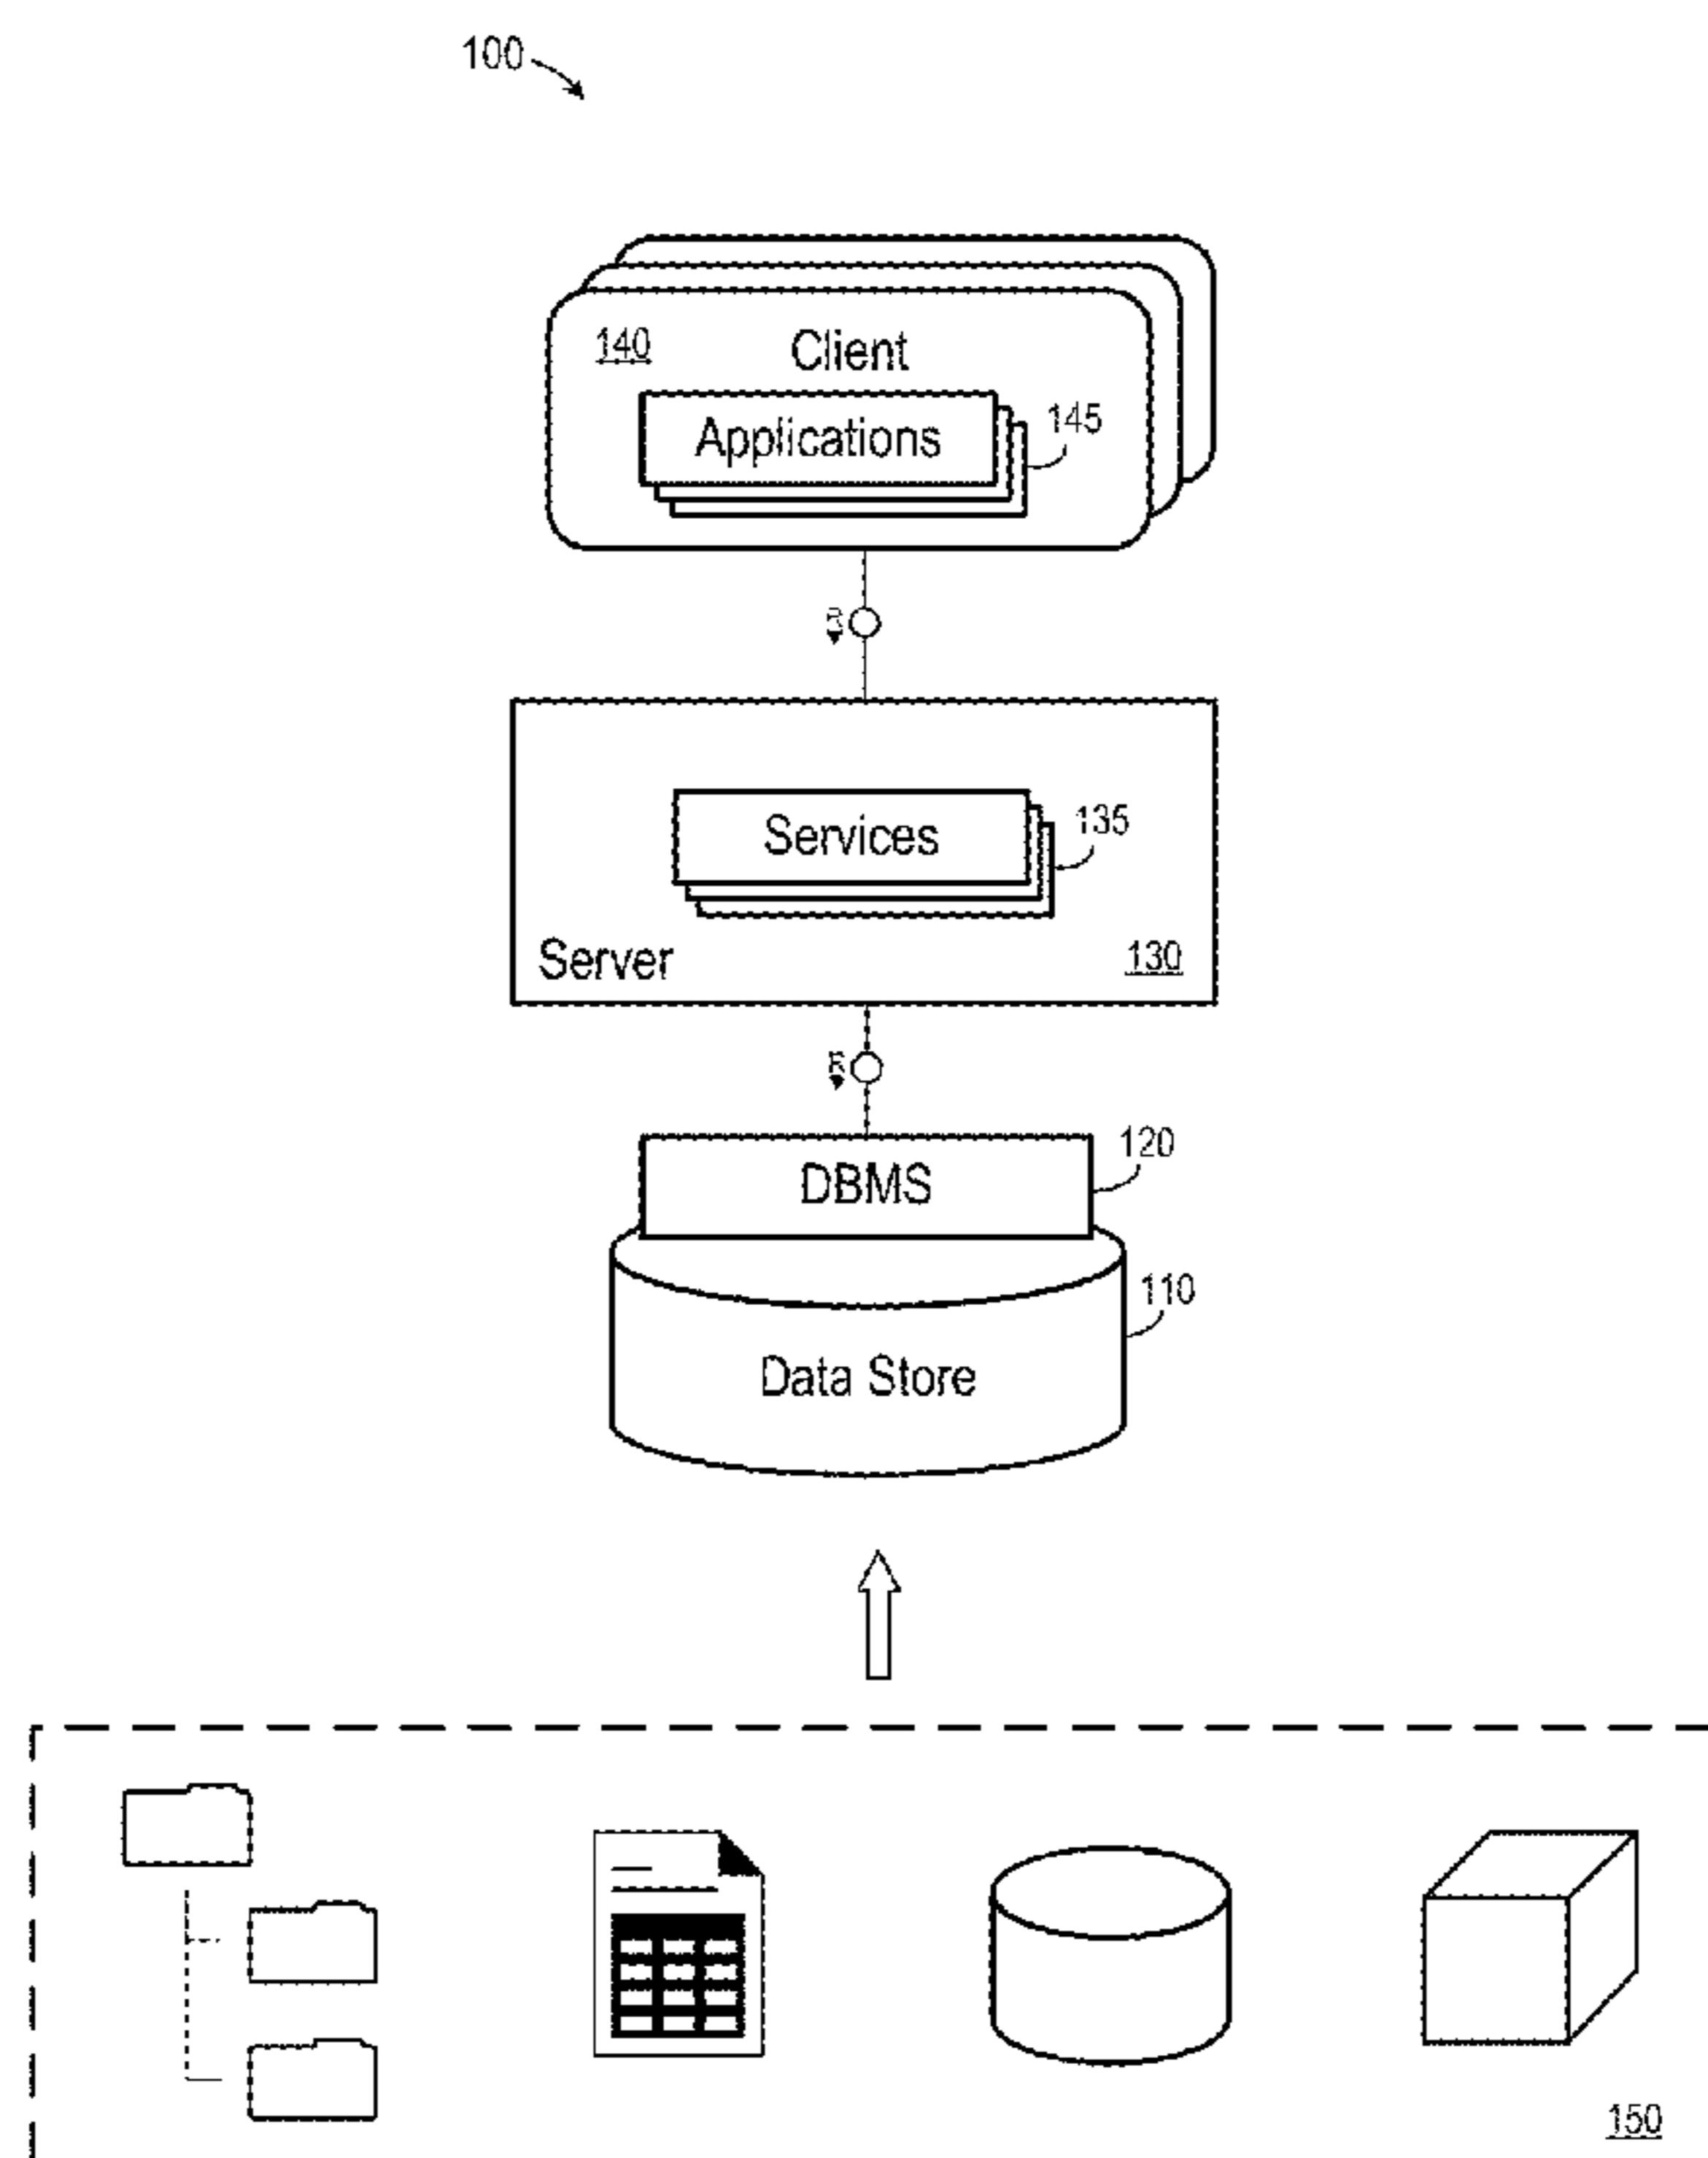 100
140 Client
Applications 145
R
Services 135
Server 130
R
DBMS 120
110
Data Store
150